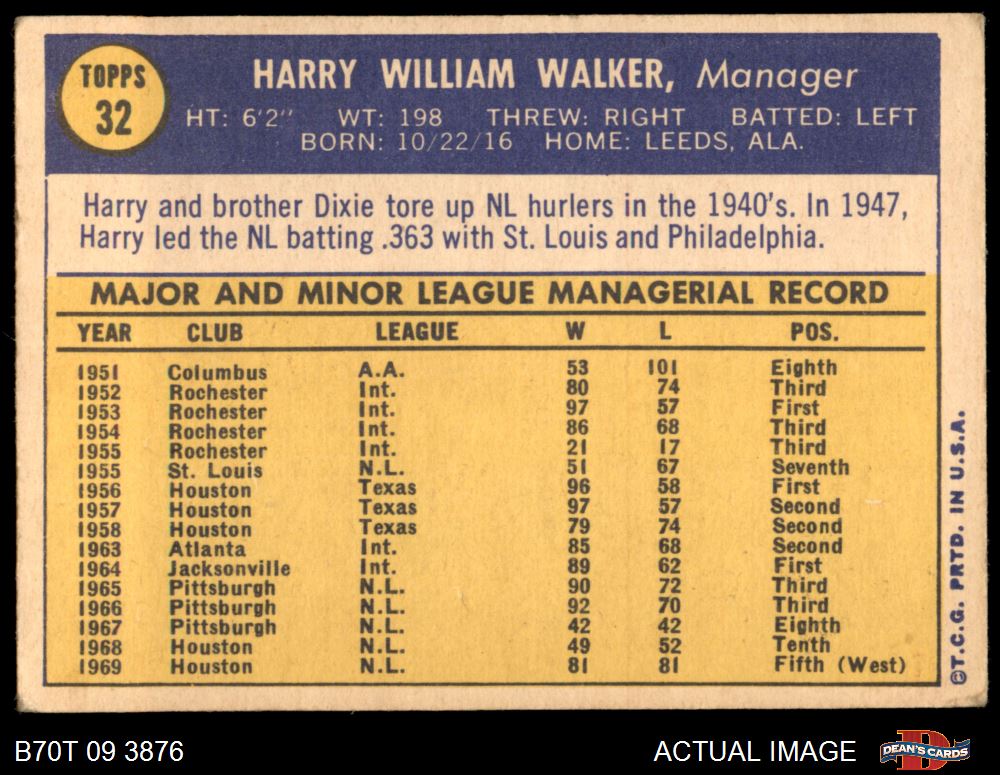 TOPPS
32
HARRY WILLIAM WALKER, Manager
HT: 6'2" WT: 198 THREW: RIGHT BATTED: LEFT
BORN: 10/22/16 HOME: LEEDS, ALA.
Harry and brother Dixie tore up NL hurlers in the 1940's. In 1947,
Harry led the NL batting .363 with St. Louis and Philadelphia.
MAJOR AND MINOR LEAGUE MANAGERIAL RECORD
YEAR CLUB LEAGUE W L POS.
1951 Columbus A.A. 53 101 Eighth
1952 Rochester Int. 80 74 Third
1953 Rochester Int. 97 57 First
1954 Rochester Int. 86 68 Third
1955 Rochester Int. 21 17 Third
1955 St. Louis N.L. 51 67 Seventh
1956 Houston Texas 96 58 First
1957 Houston Texas 97 57 Second
1958 Houston Texas 79 74 Second
1963 Atlanta Int. 85 68 Second
1964 Jacksonville Int. 89 62 First
1965 Pittsburgh N.L. 90 72 Third
1966 Pittsburgh N.L. 92 70 Third
1967 Pittsburgh N.L. 42 42 Eighth
1968 Houston N.L. 49 52 Tenth
1969 Houston N.L. 81 81 Fifth (West)
©T.C.G. PRTD. IN U.S.A.
B70T 09 3876
ACTUAL IMAGE
D
DEAN'S CARDS